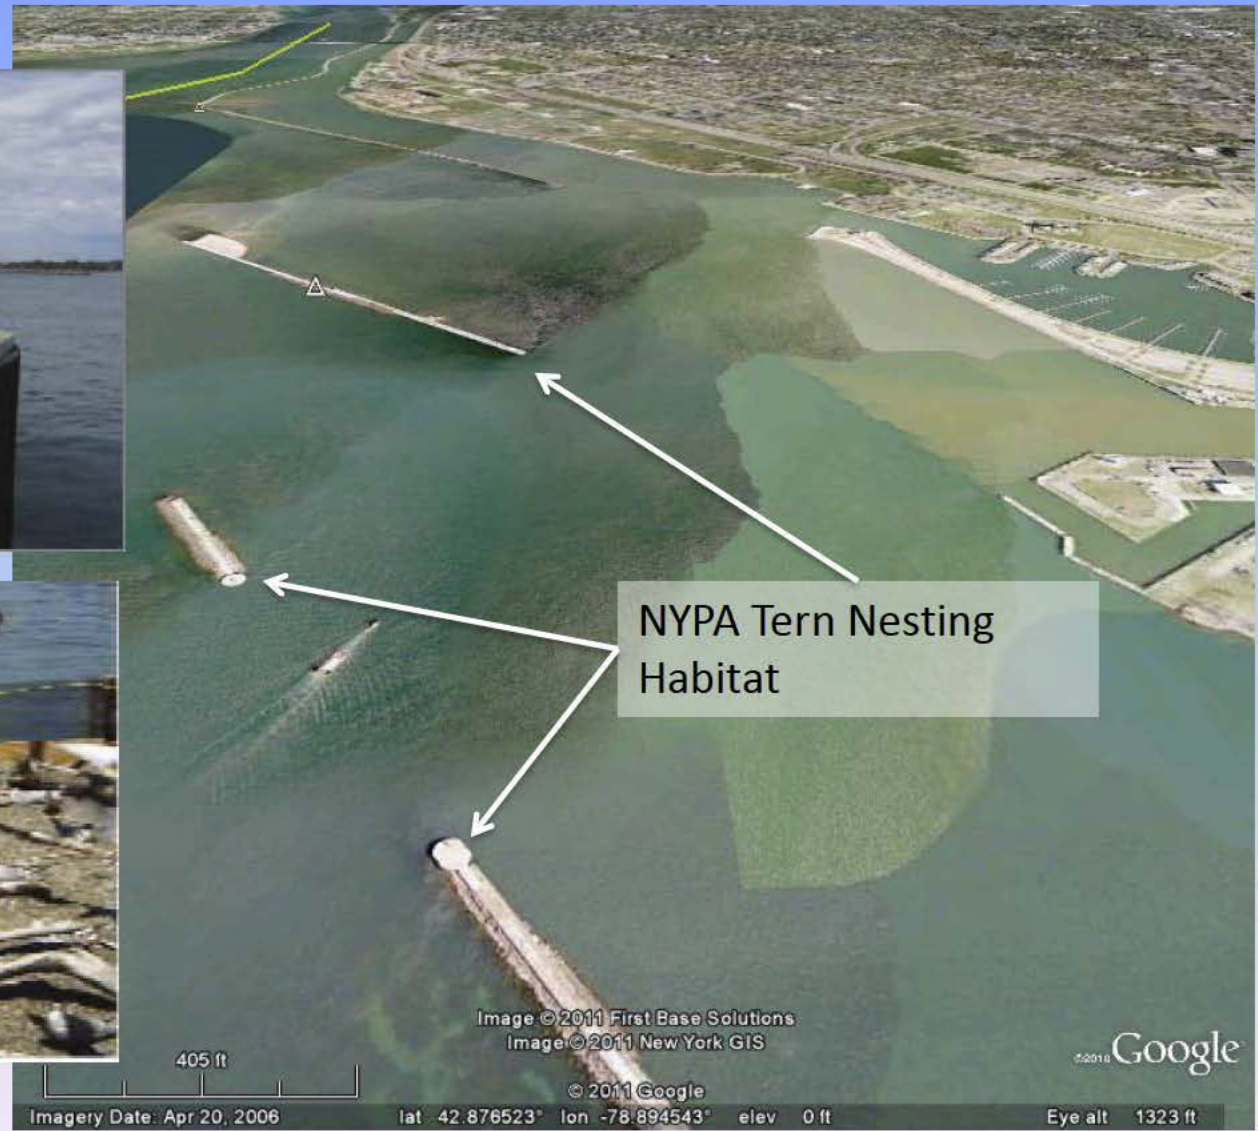 NYPA Tern Nesting
Habitat
Image © 2011 First Base Solutions
Image © 2011 New York GIS
© 2011 Google
©2018 Google
405 ft
Imagery Date: Apr 20, 2006 lat 42.876523° lon -78.894543° elev 0 ft Eye alt 1323 ft